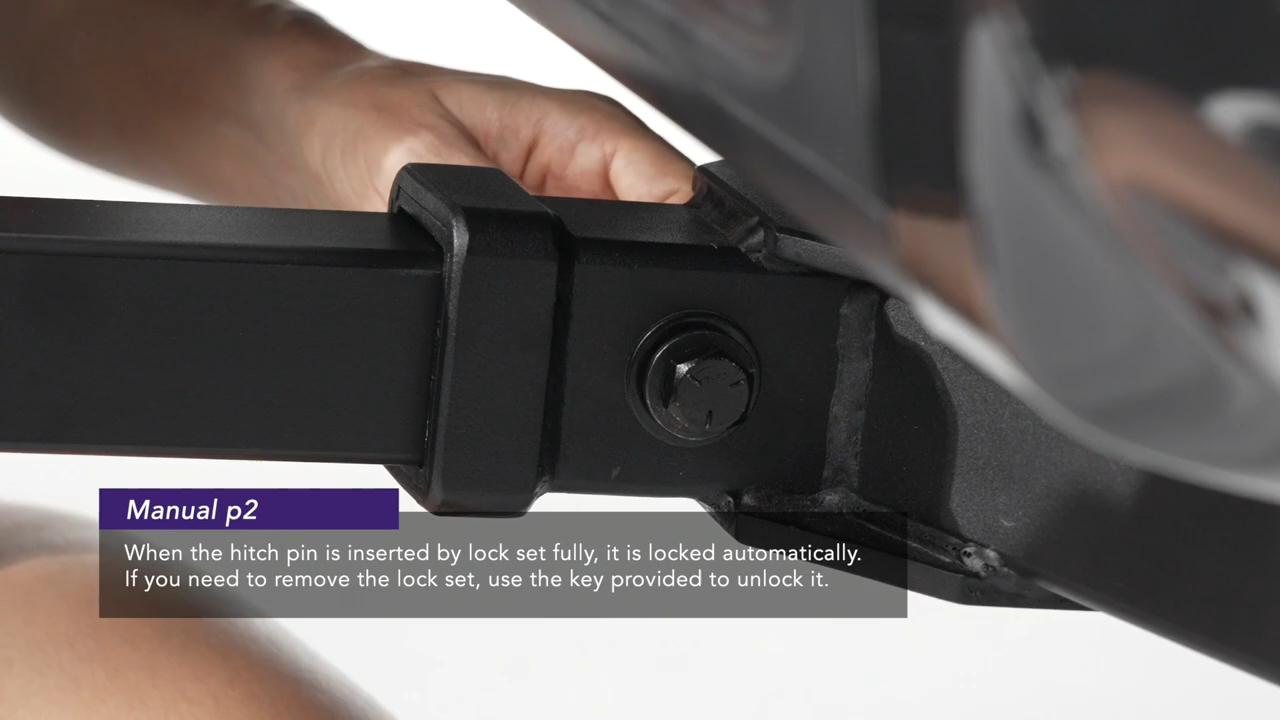 Manual p2
When the hitch pin is inserted by lock set fully, it is locked automatically.
If you need to remove the lock set, use the key provided to unlock it.